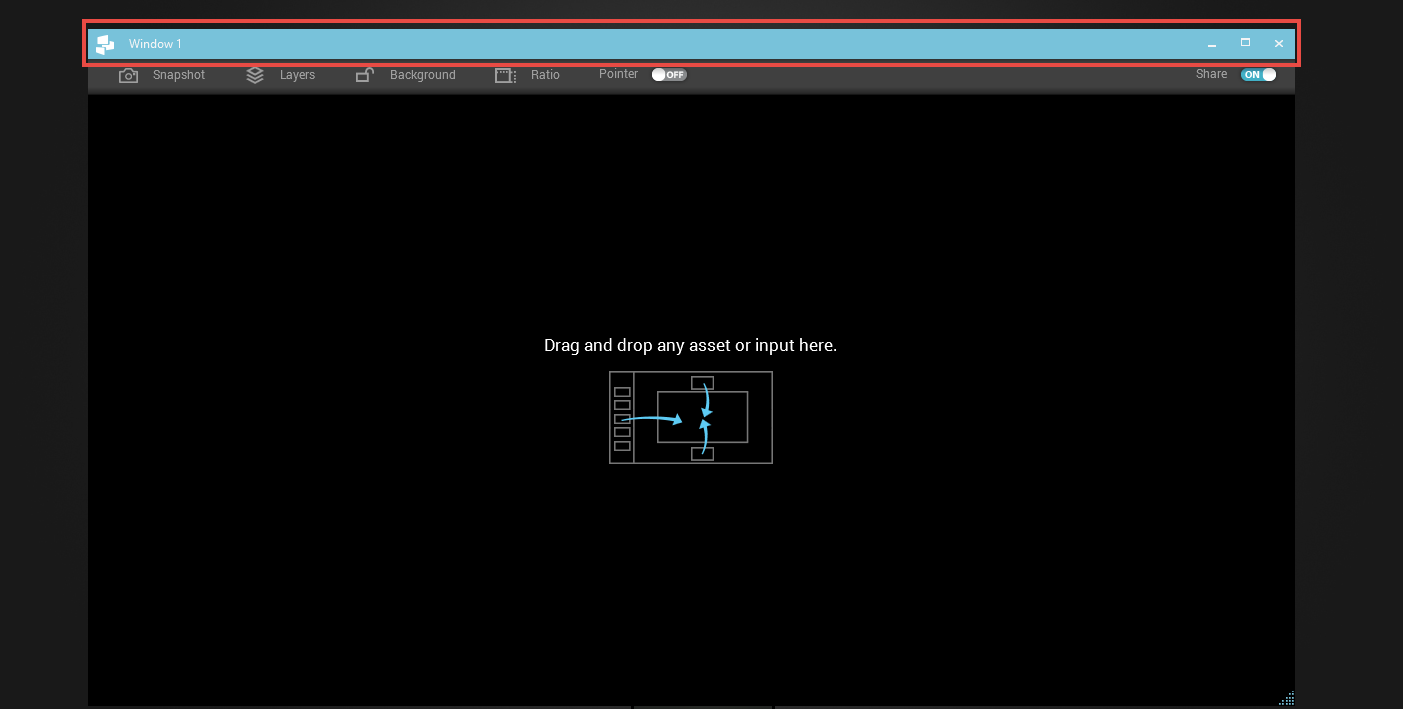 Window 1
Snapshot Layers Background Ratio Pointer OFF Share ON
Drag and drop any asset or input here.